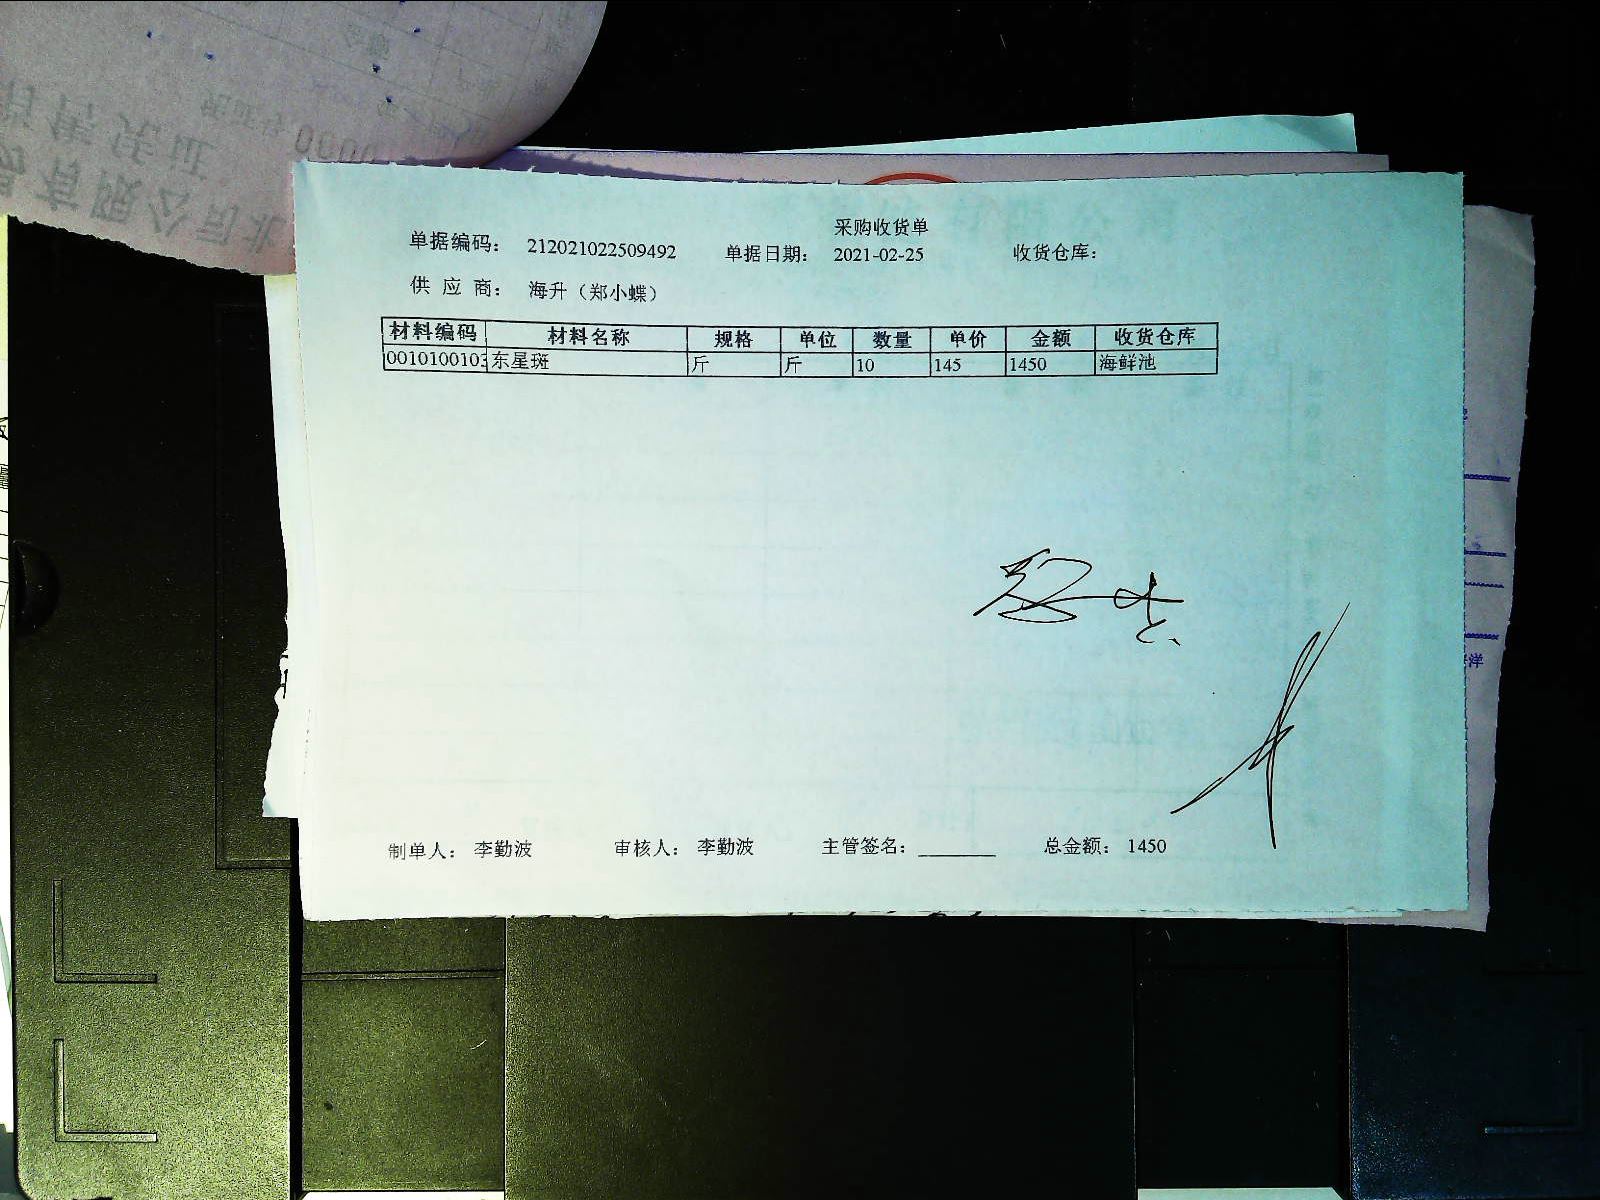 采购收货单
单据编码： 212021022509492 单据日期： 2021-02-25 收货仓库：
供 应 商： 海升（郑小蝶）
材料编码 材料名称 规格 单位 数量 单价 金额 收货仓库
0010100103 东星斑 斤 斤 10 145 1450 海鲜池
制单人： 李勤波 审核人： 李勤波 主管签名： 总金额： 1450
洋